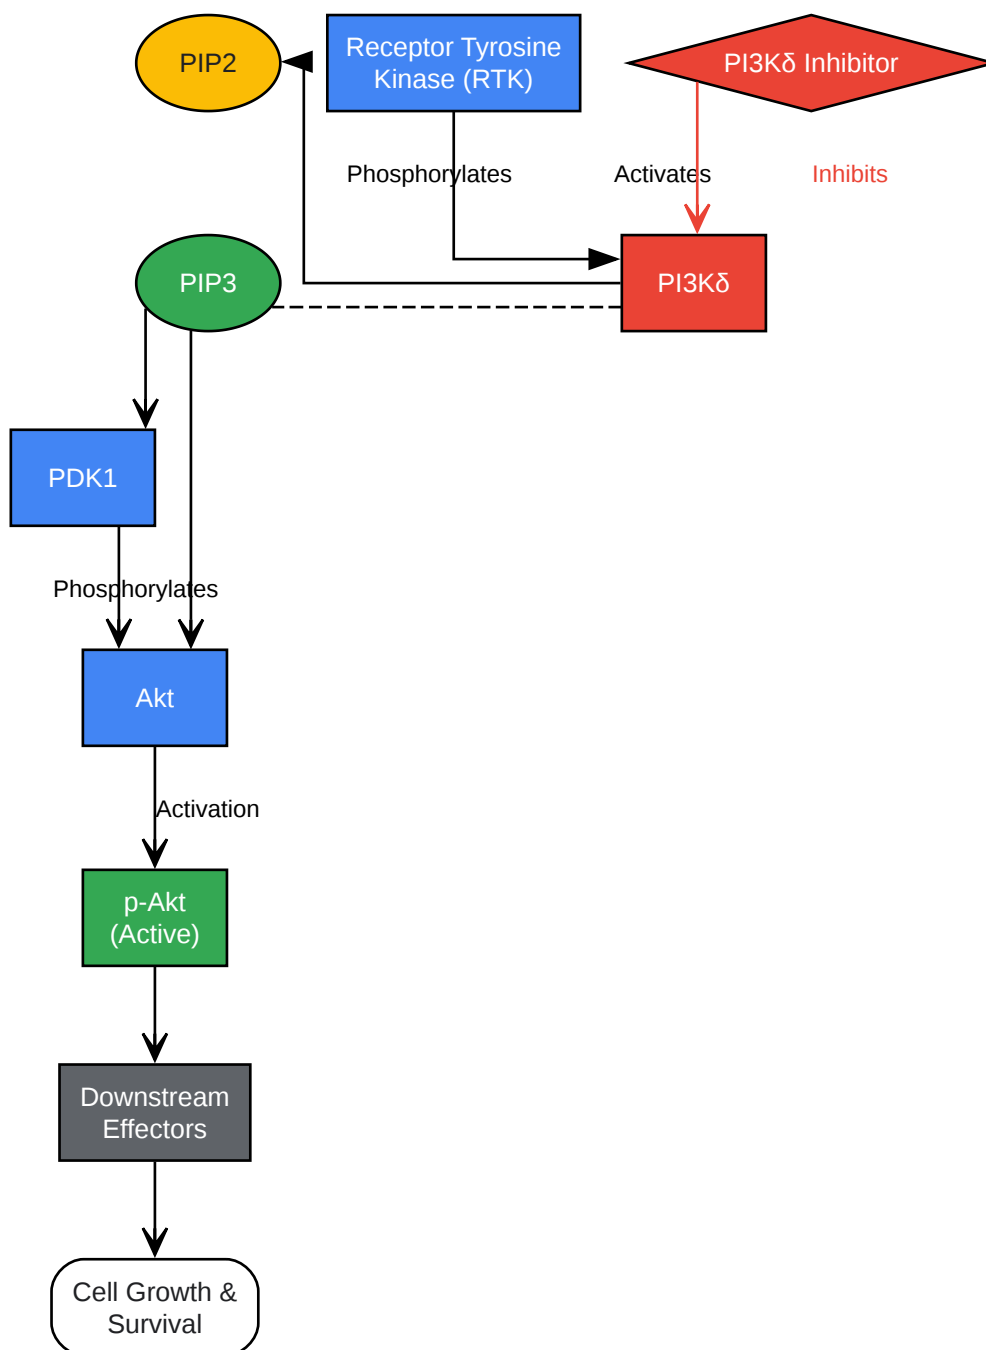 PIP2
Receptor Tyrosine
Kinase (RTK)
PI3Kδ Inhibitor
Phosphorylates
Activates
Inhibits
PIP3
PI3Kδ
PDK1
Phosphorylates
Akt
Activation
p-Akt
(Active)
Downstream
Effectors
Cell Growth &
Survival